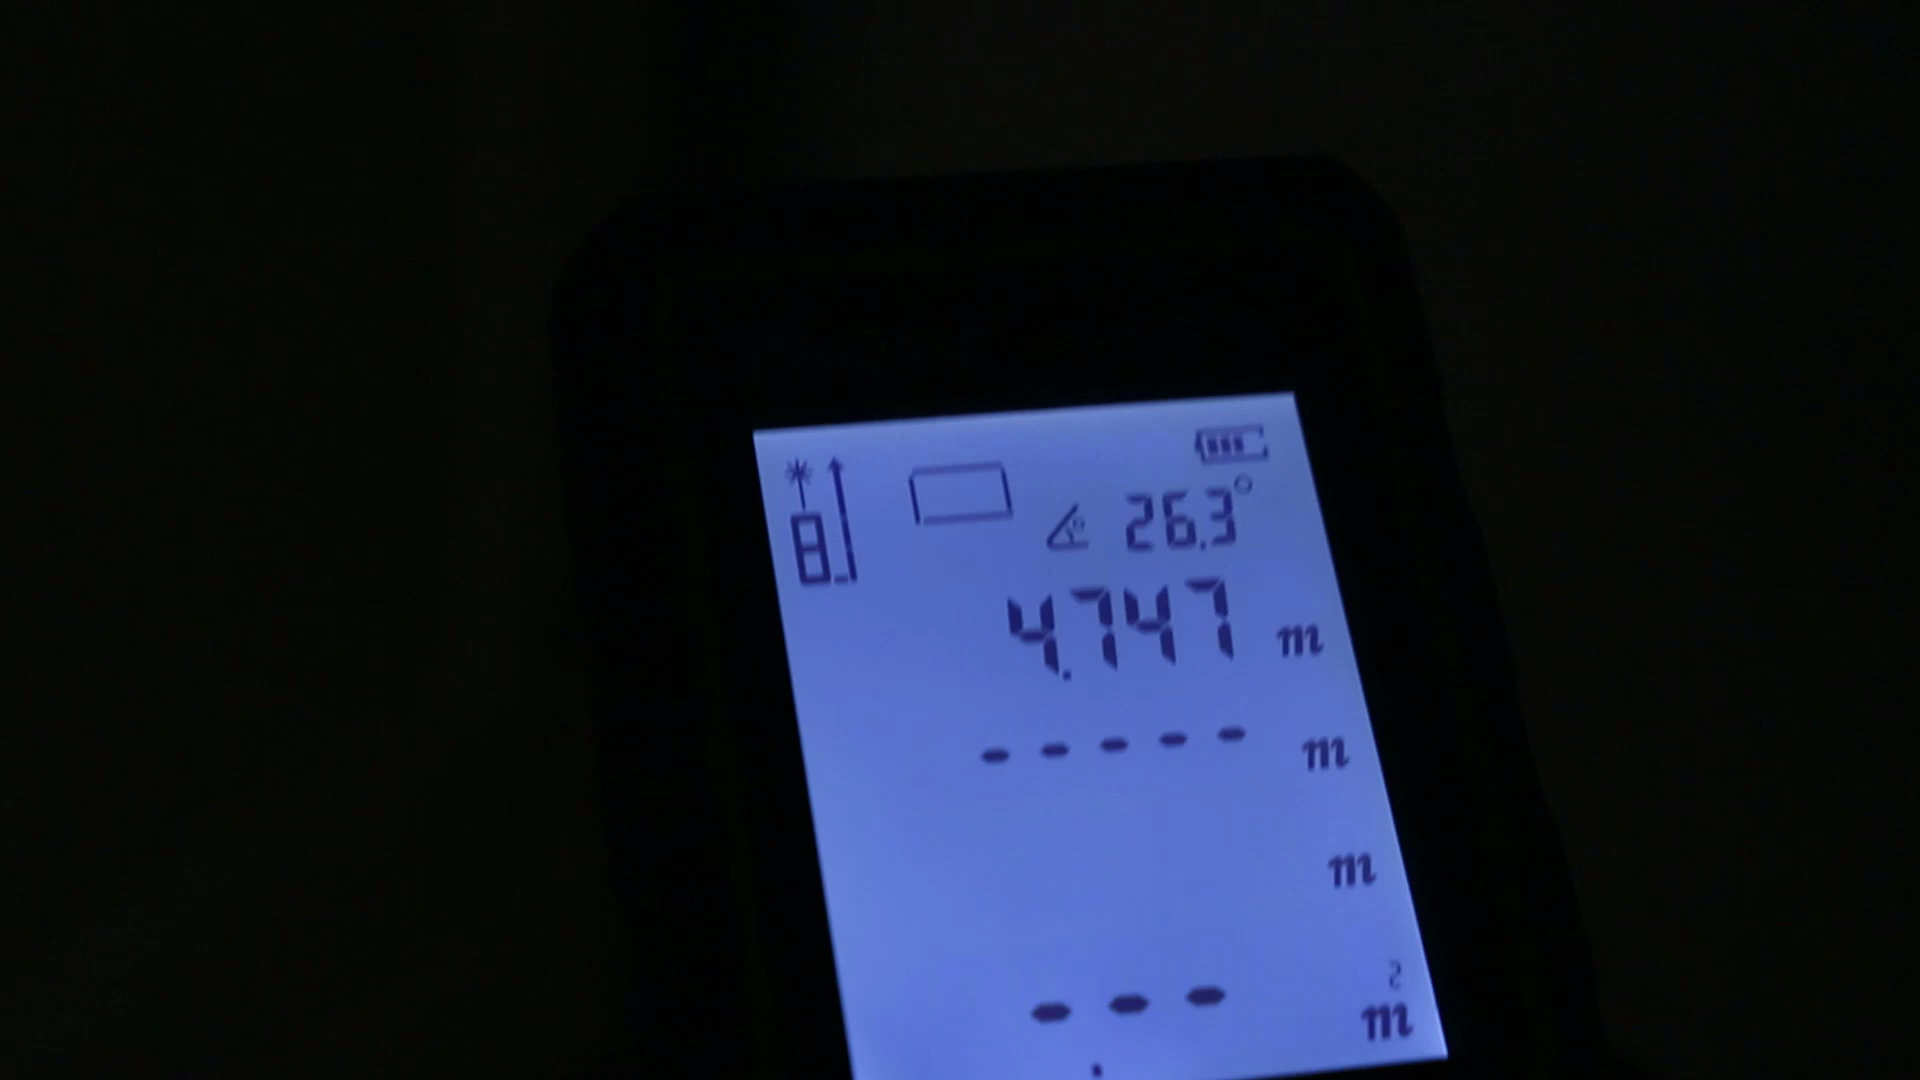 26.3°
4.747 m
----- m
m
--- m²